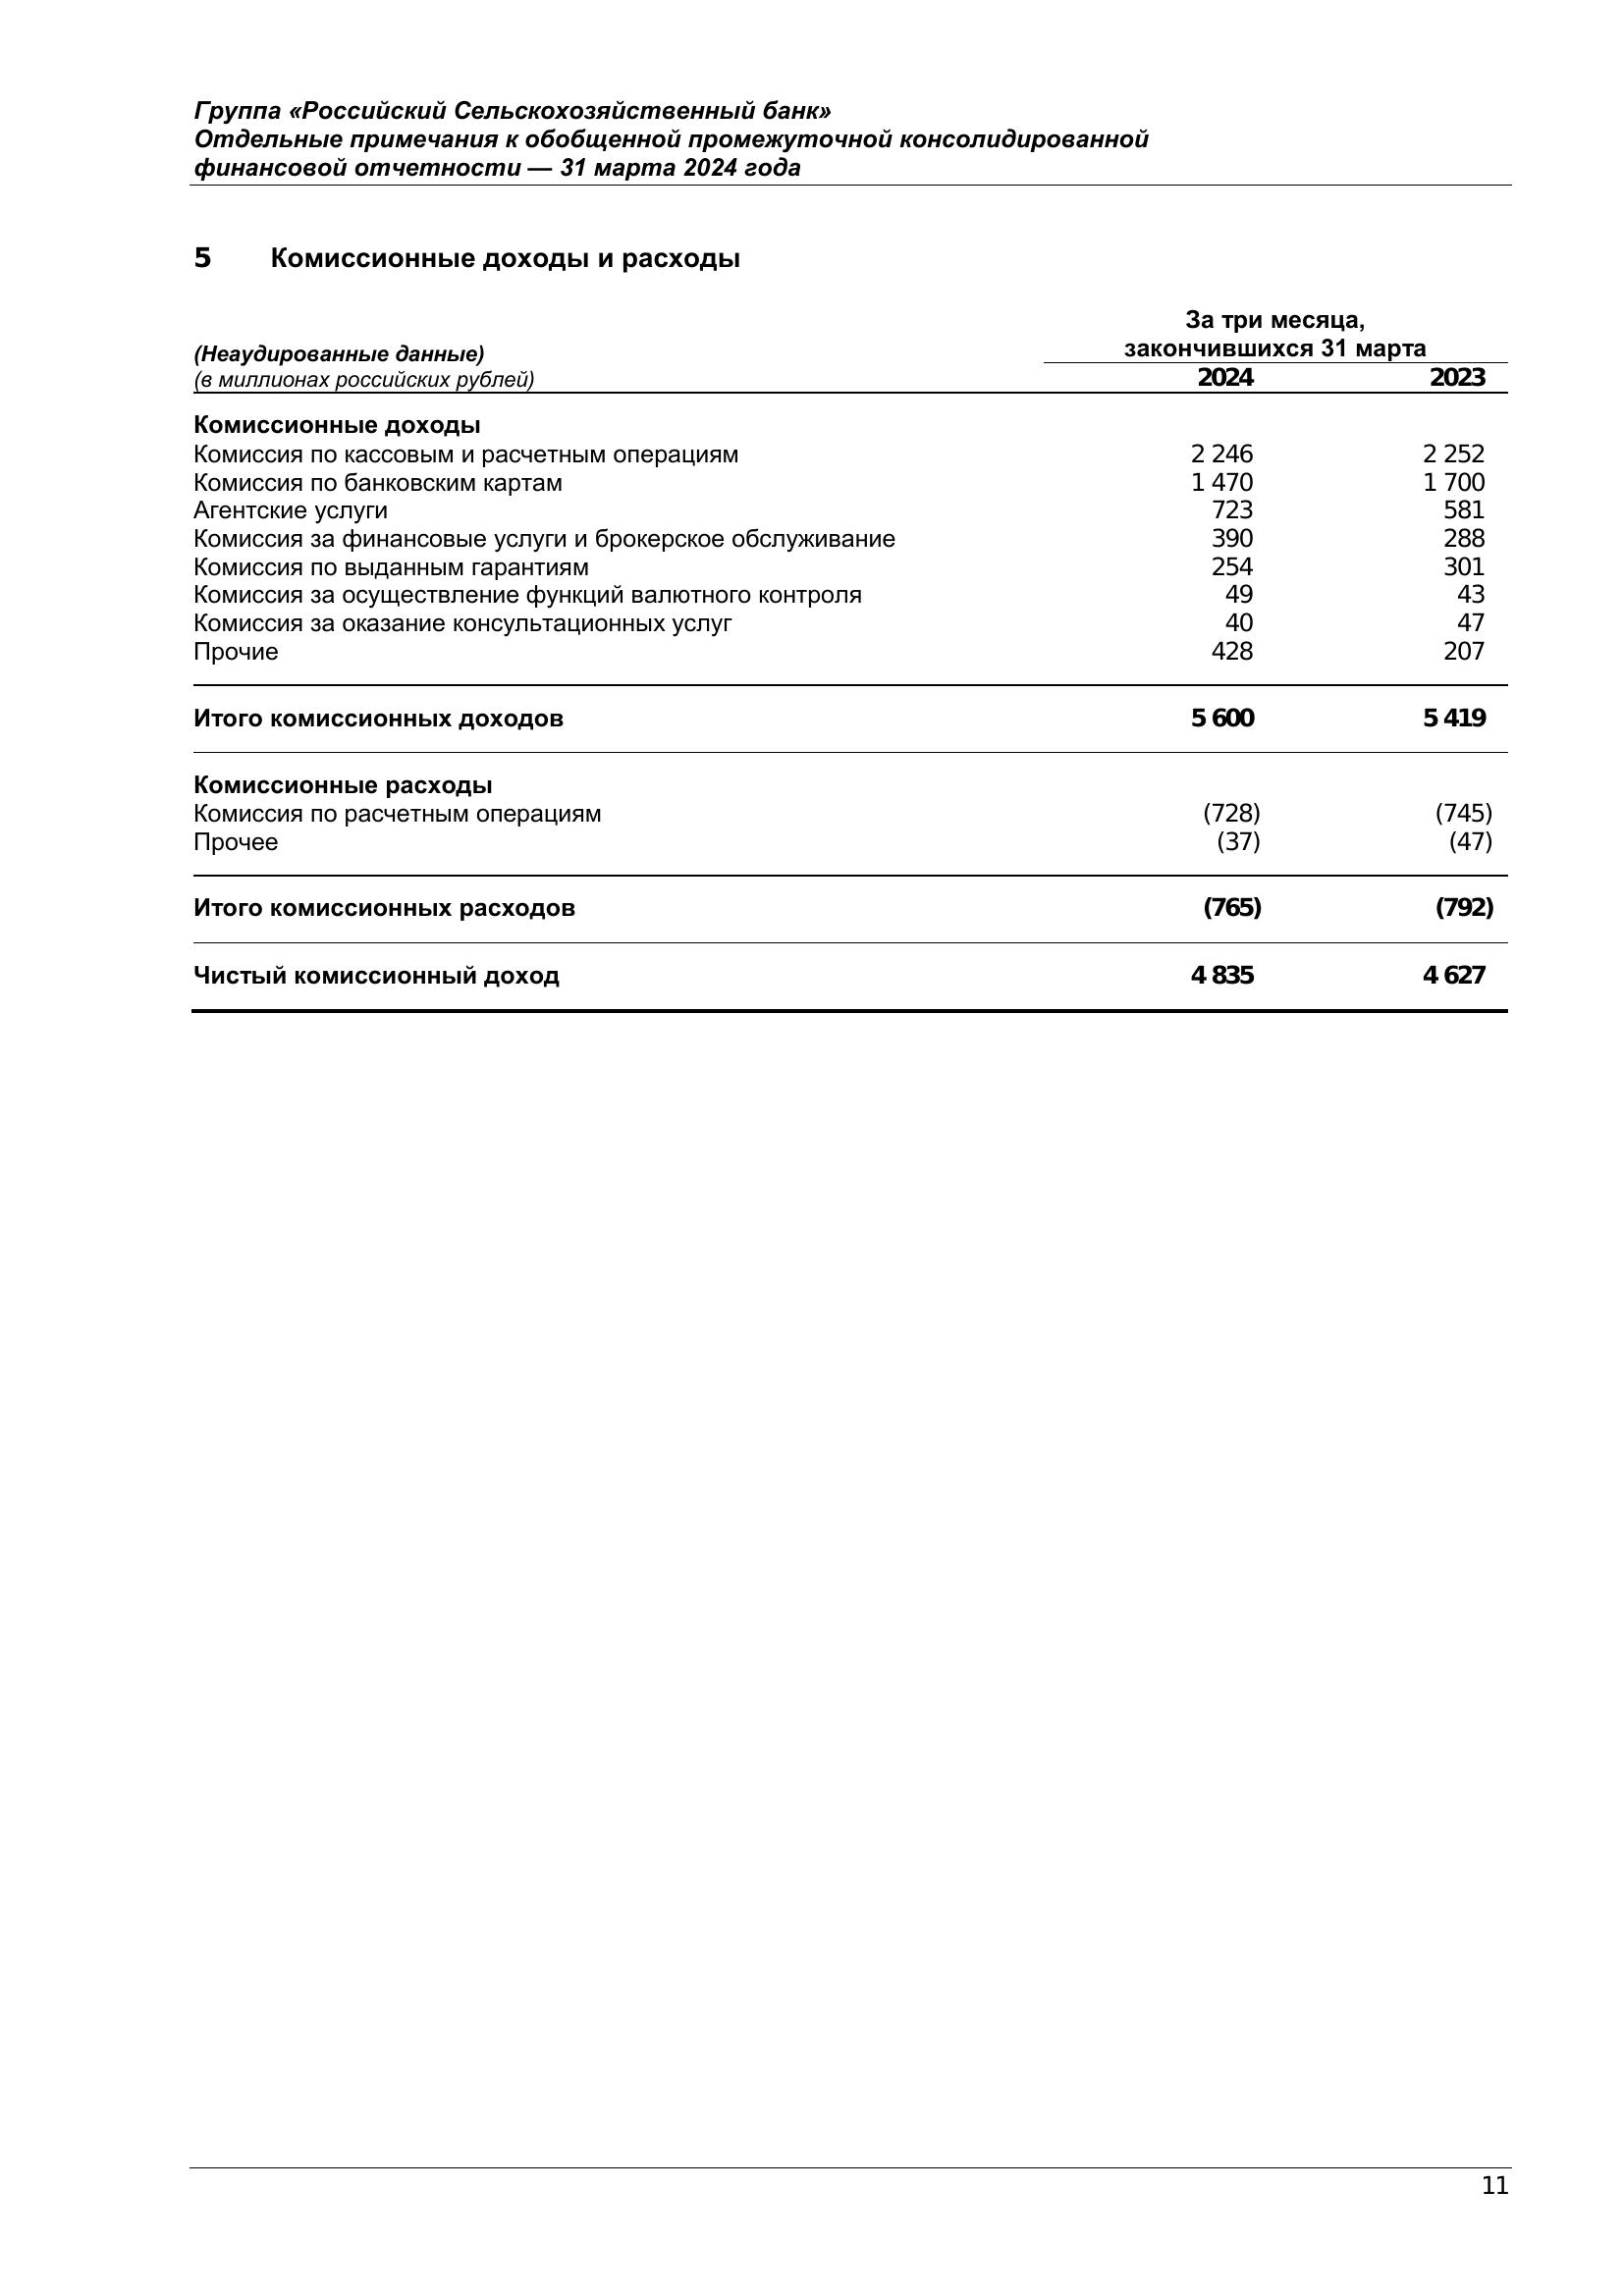 Группа «Российский Сельскохозяйственный банк»
Отдельные примечания к обобщенной промежуточной консолидированной
финансовой отчетности — 31 марта 2024 года
5 Комиссионные доходы и расходы
За три месяца,
(Неаудированные данные) закончившихся 31 марта
(в миллионах российских рублей) 2024 2023
Комиссионные доходы
Комиссия по кассовым и расчетным операциям 2 246 2 252
Комиссия по банковским картам 1 470 1 700
Агентские услуги 723 581
Комиссия за финансовые услуги и брокерское обслуживание 390 288
Комиссия по выданным гарантиям 254 301
Комиссия за осуществление функций валютного контроля 49 43
Комиссия за оказание консультационных услуг 40 47
Прочие 428 207
Итого комиссионных доходов 5 600 5 419
Комиссионные расходы
Комиссия по расчетным операциям (728) (745)
Прочее (37) (47)
Итого комиссионных расходов (765) (792)
Чистый комиссионный доход 4 835 4 627
11